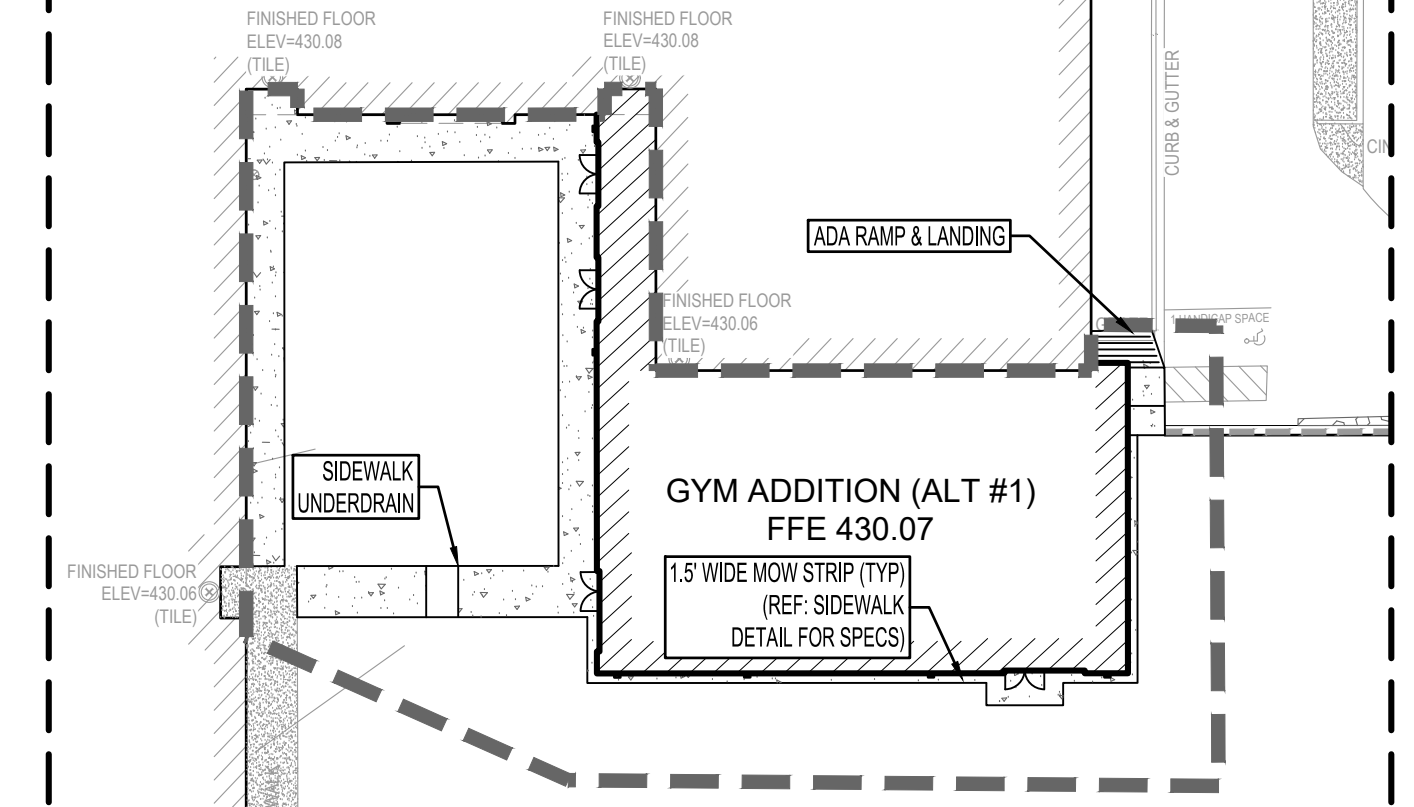 FINISHED FLOOR
ELEV=430.08
(TILE)
FINISHED FLOOR
ELEV=430.08
(TILE)
CURB & GUTTER
ADA RAMP & LANDING
FINISHED FLOOR
ELEV=430.06
(TILE)
1 HANDICAP SPACE
SIDEWALK
UNDERDRAIN
GYM ADDITION (ALT #1)
FFE 430.07
1.5' WIDE MOW STRIP (TYP)
(REF: SIDEWALK
DETAIL FOR SPECS)
FINISHED FLOOR
ELEV=430.06
(TILE)